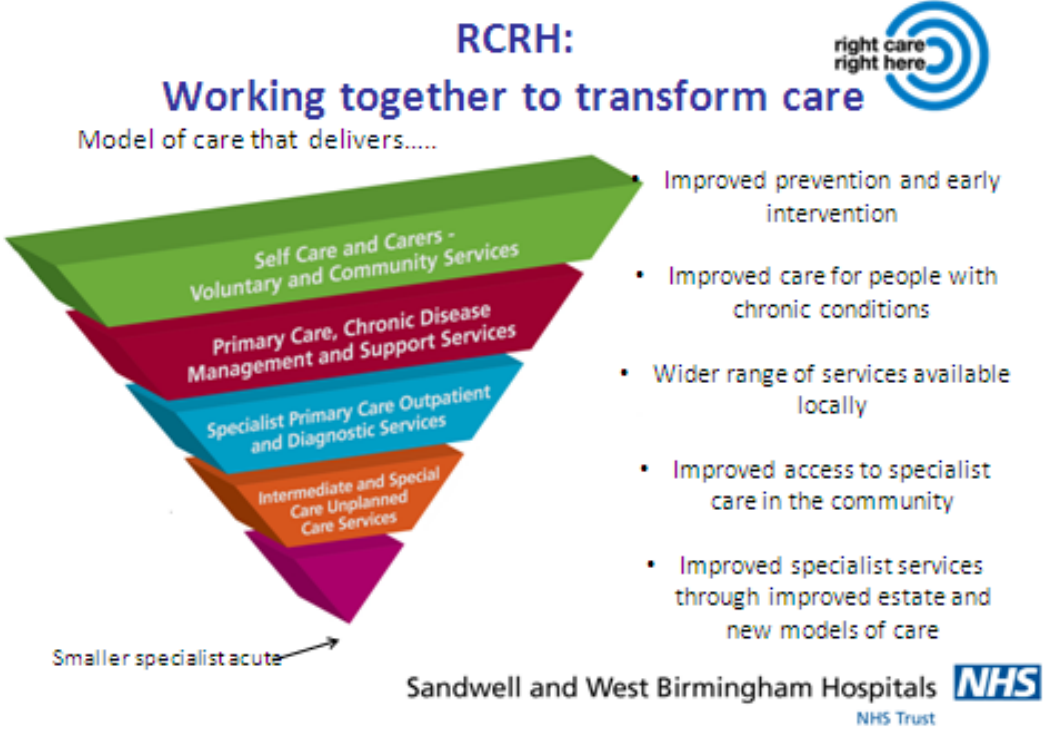 RCRH:
Working together to transform care
right care
right here
Model of care that delivers.....
Self Care and Carers -
Voluntary and Community Services
Primary Care, Chronic Disease
Management and Support Services
Specialist Primary Care Outpatient
and Diagnostic Services
Intermediate and Special
Care Unplanned
Care Services
Smaller specialist acute
• Improved prevention and early
intervention
• Improved care for people with
chronic conditions
• Wider range of services available
locally
• Improved access to specialist
care in the community
• Improved specialist services
through improved estate and
new models of care
Sandwell and West Birmingham Hospitals NHS
NHS Trust